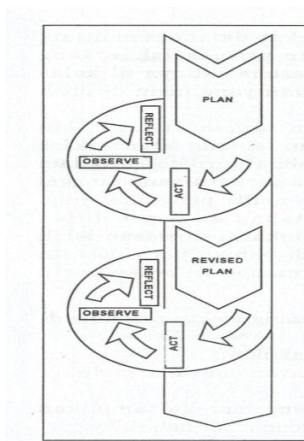 PLAN
REFLECT
OBSERVE
ACT
REVISED
PLAN
REFLECT
OBSERVE
ACT